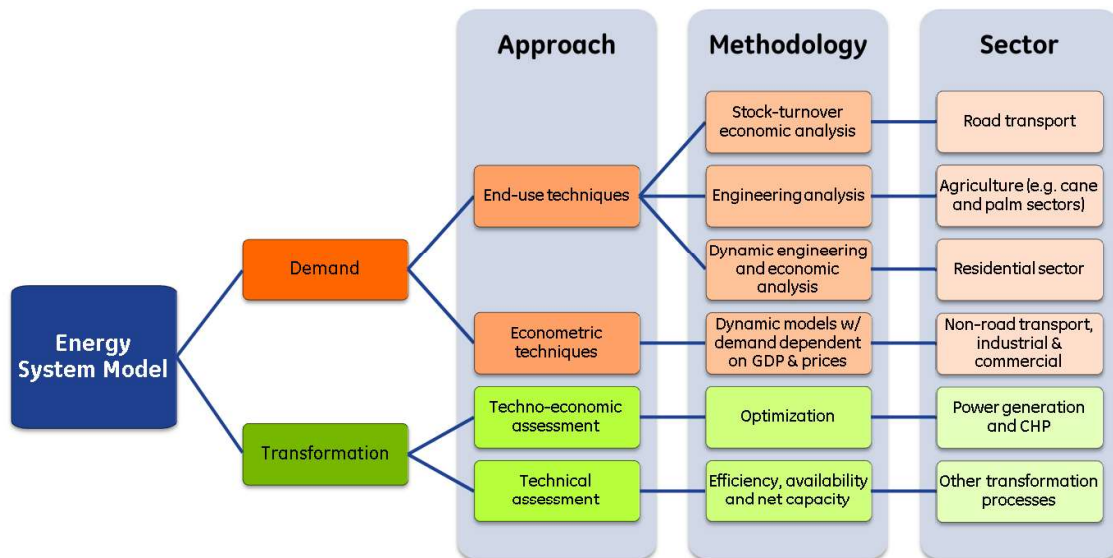 Approach
Methodology
Sector
Stock-turnover
economic analysis
Road transport
End-use techniques
Engineering analysis
Agriculture (e.g. cane
and palm sectors)
Demand
Dynamic engineering
and economic
analysis
Residential sector
Energy
System Model
Econometric
techniques
Dynamic models w/
demand dependent
on GDP & prices
Non-road transport,
industrial &
commercial
Transformation
Techno-economic
assessment
Optimization
Power generation
and CHP
Technical
assessment
Efficiency, availability
and net capacity
Other transformation
processes